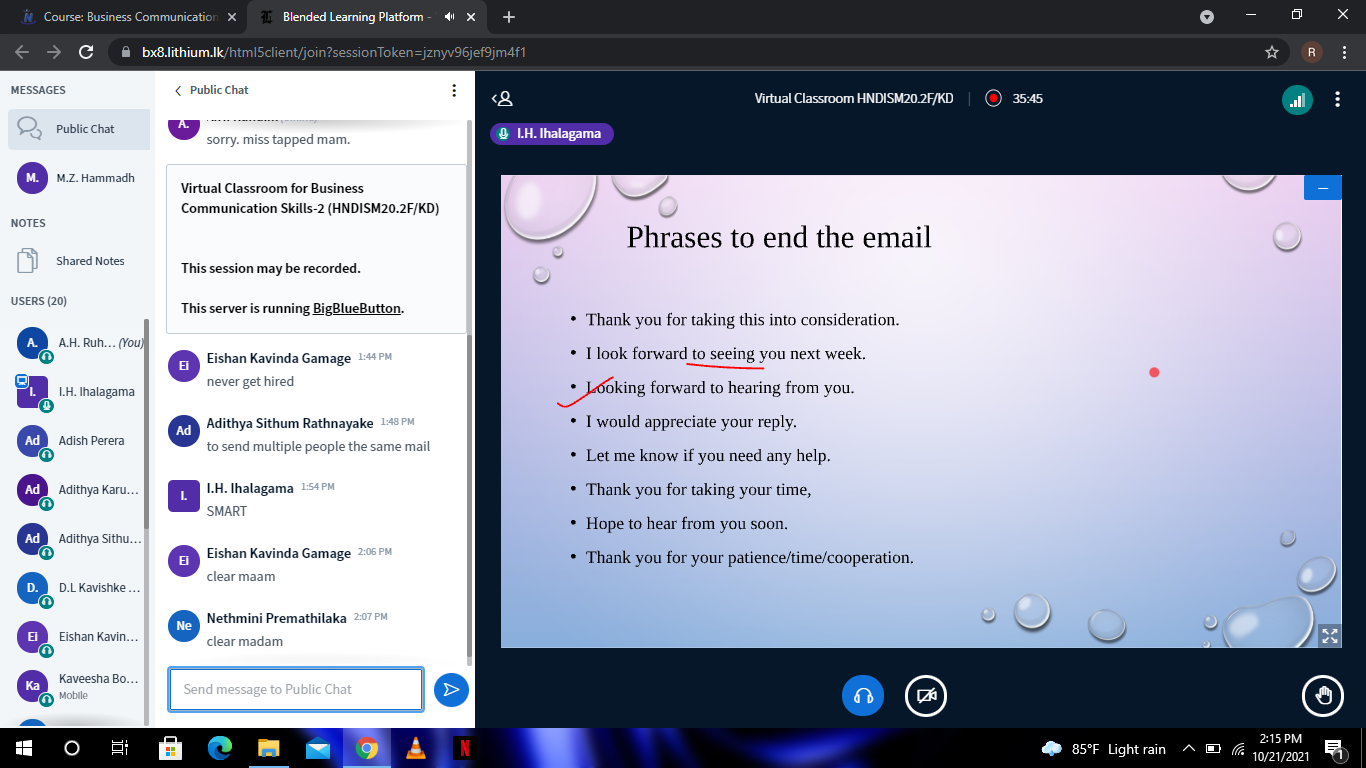 Course: Business Communication
Blended Learning Platform -
bx8.lithium.lk/html5client/join?sessionToken=jznyv96jef9jm4f1
R
MESSAGES
Public Chat
M.
M.Z. Hammadh
NOTES
Shared Notes
USERS (20)
A.
A.H. Ruh... (You)
I.
I.H. Ihalagama
Ad
Adish Perera
Ad
Adithya Karu...
Ad
Adithya Sithu...
D.
D.L Kavishke ...
Ei
Eishan Kavin...
Ka
Kaveesha Bo...
Mobile
Public Chat
A.
sorry. miss tapped mam.
Virtual Classroom for Business
Communication Skills-2 (HNDISM20.2F/KD)
This session may be recorded.
This server is running BigBlueButton.
Ei
Eishan Kavinda Gamage 1:44 PM
never get hired
Ad
Adithya Sithum Rathnayake 1:48 PM
to send multiple people the same mail
I.
I.H. Ihalagama 1:54 PM
SMART
Ei
Eishan Kavinda Gamage 2:06 PM
clear maam
Ne
Nethmini Premathilaka 2:07 PM
clear madam
Send message to Public Chat
Virtual Classroom HNDISM20.2F/KD
35:45
I.H. Ihalagama
Phrases to end the email
• Thank you for taking this into consideration.
• I look forward to seeing you next week.
• Looking forward to hearing from you.
• I would appreciate your reply.
• Let me know if you need any help.
• Thank you for taking your time,
• Hope to hear from you soon.
• Thank you for your patience/time/cooperation.
N
85°F Light rain
2:15 PM
10/21/2021
1